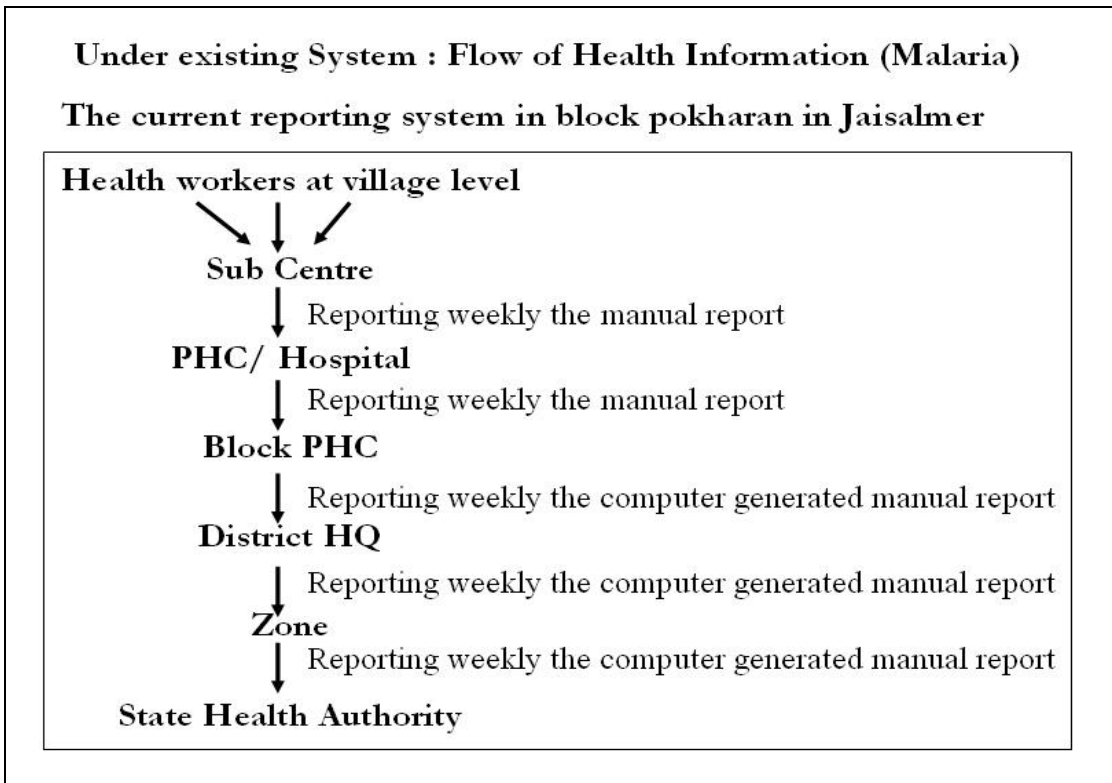 Under existing System : Flow of Health Information (Malaria)
The current reporting system in block pokharan in Jaisalmer
Health workers at village level
Sub Centre
Reporting weekly the manual report
PHC/ Hospital
Reporting weekly the manual report
Block PHC
Reporting weekly the computer generated manual report
District HQ
Reporting weekly the computer generated manual report
Zone
Reporting weekly the computer generated manual report
State Health Authority